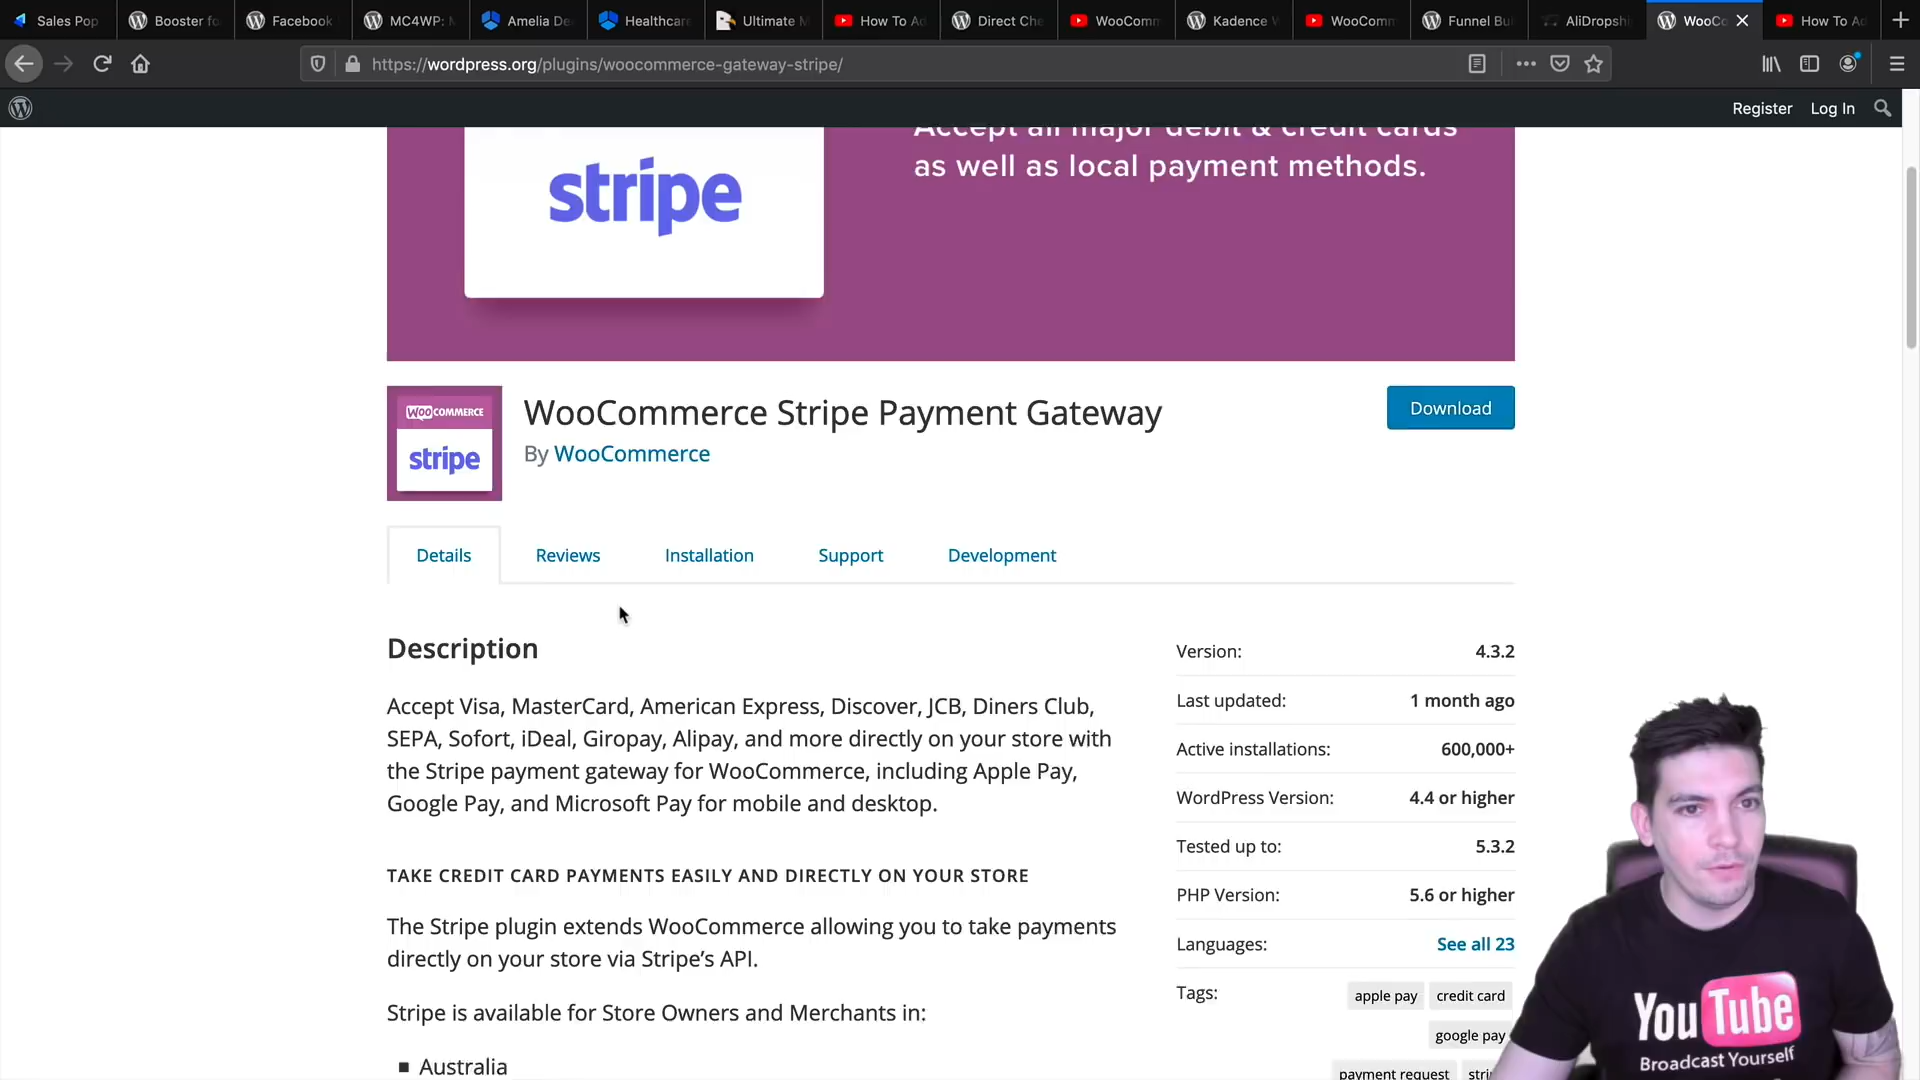 Sales Pop
Booster fo
Facebook
MC4WP: M
Amelia De
Healthcare
Ultimate M
How To Ad
Direct Che
WooComm
Kadence W
WooComm
Funnel Bui
AliDropshi
WooCo
How To Ad
https://wordpress.org/plugins/woocommerce-gateway-stripe/
Register Log In
Accept all major debit & credit cards
as well as local payment methods.
stripe
WOO COMMERCE
stripe
WooCommerce Stripe Payment Gateway
By WooCommerce
Download
Details Reviews Installation Support Development
Description
Accept Visa, MasterCard, American Express, Discover, JCB, Diners Club,
SEPA, Sofort, iDeal, Giropay, Alipay, and more directly on your store with
the Stripe payment gateway for WooCommerce, including Apple Pay,
Google Pay, and Microsoft Pay for mobile and desktop.
TAKE CREDIT CARD PAYMENTS EASILY AND DIRECTLY ON YOUR STORE
The Stripe plugin extends WooCommerce allowing you to take payments
directly on your store via Stripe’s API.
Stripe is available for Store Owners and Merchants in:
Australia
Version: 4.3.2
Last updated: 1 month ago
Active installations: 600,000+
WordPress Version: 4.4 or higher
Tested up to: 5.3.2
PHP Version: 5.6 or higher
Languages: See all 23
Tags: apple pay credit card
google pay
payment request
YouTube
Broadcast Yourself